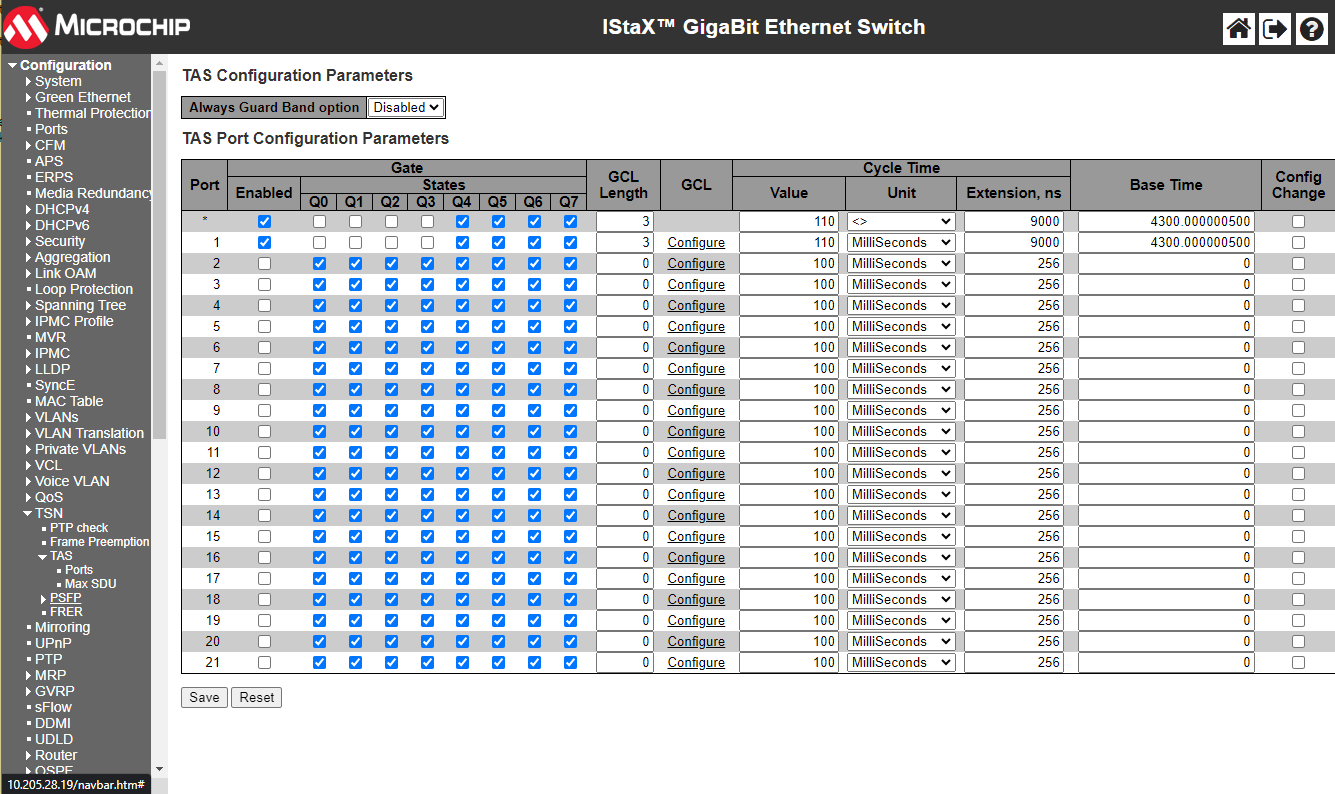 MICROCHIP
IStaX™ GigaBit Ethernet Switch
Configuration
System
Green Ethernet
Thermal Protection
Ports
CFM
APS
ERPS
Media Redundancy
DHCPv4
DHCPv6
Security
Aggregation
Link OAM
Loop Protection
Spanning Tree
IPMC Profile
MVR
IPMC
LLDP
SyncE
MAC Table
VLANs
VLAN Translation
Private VLANs
VCL
Voice VLAN
QoS
TSN
PTP check
Frame Preemption
TAS
Ports
Max SDU
PSFP
FRER
Mirroring
UPnP
PTP
MRP
GVRP
sFlow
DDMI
UDLD
Router
OSPF
10.205.28.19/navbar.htm#
TAS Configuration Parameters
Always Guard Band option Disabled
TAS Port Configuration Parameters
Port Gate GCL Length GCL Cycle Time Base Time Config Change
Enabled States Value Unit Extension, ns
Q0 Q1 Q2 Q3 Q4 Q5 Q6 Q7
* 3 110 <> 9000 4300.000000500
1 3 Configure 110 MilliSeconds 9000 4300.000000500
2 0 Configure 100 MilliSeconds 256 0
3 0 Configure 100 MilliSeconds 256 0
4 0 Configure 100 MilliSeconds 256 0
5 0 Configure 100 MilliSeconds 256 0
6 0 Configure 100 MilliSeconds 256 0
7 0 Configure 100 MilliSeconds 256 0
8 0 Configure 100 MilliSeconds 256 0
9 0 Configure 100 MilliSeconds 256 0
10 0 Configure 100 MilliSeconds 256 0
11 0 Configure 100 MilliSeconds 256 0
12 0 Configure 100 MilliSeconds 256 0
13 0 Configure 100 MilliSeconds 256 0
14 0 Configure 100 MilliSeconds 256 0
15 0 Configure 100 MilliSeconds 256 0
16 0 Configure 100 MilliSeconds 256 0
17 0 Configure 100 MilliSeconds 256 0
18 0 Configure 100 MilliSeconds 256 0
19 0 Configure 100 MilliSeconds 256 0
20 0 Configure 100 MilliSeconds 256 0
21 0 Configure 100 MilliSeconds 256 0
Save Reset